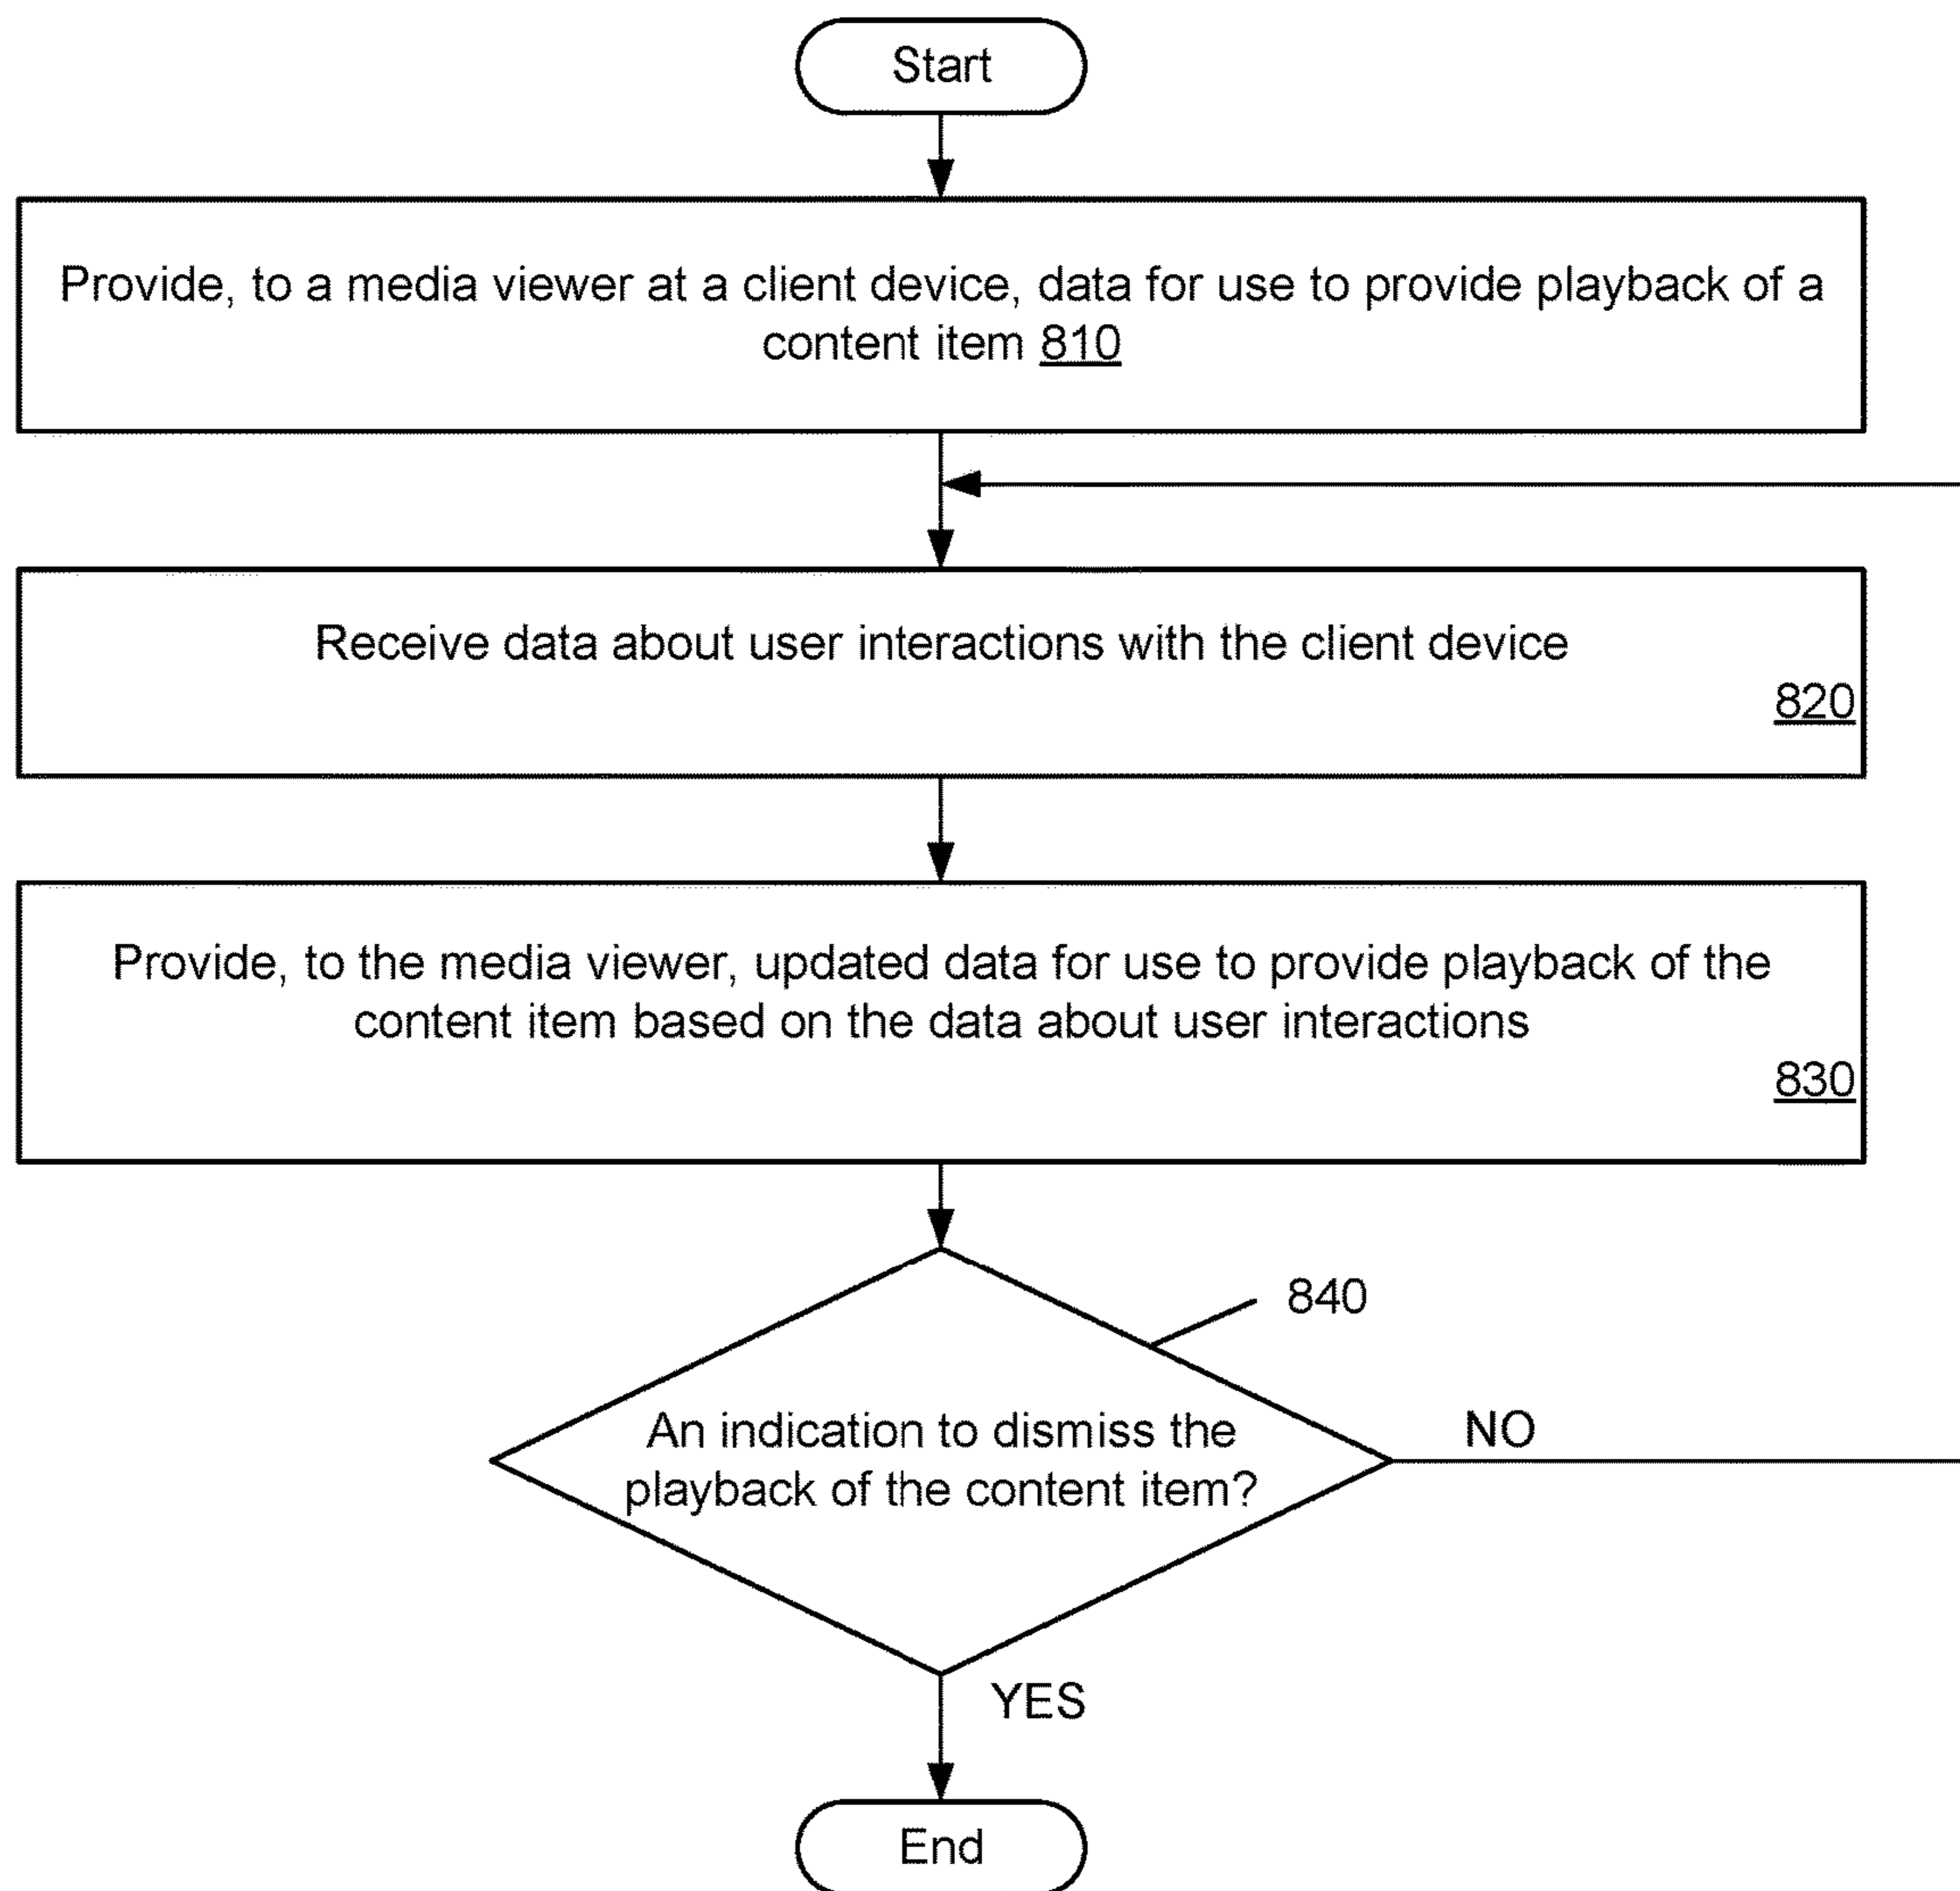 Start
Provide, to a media viewer at a client device, data for use to provide playback of a
content item 810
Receive data about user interactions with the client device
820
Provide, to the media viewer, updated data for use to provide playback of the
content item based on the data about user interactions
830
840
An indication to dismiss the
playback of the content item?
NO
YES
End